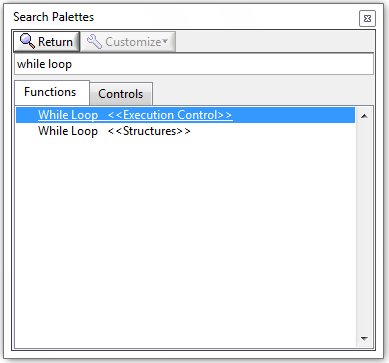 Search Palettes
Return Customize
while loop
Functions Controls
While Loop <<Execution Control>>
While Loop <<Structures>>